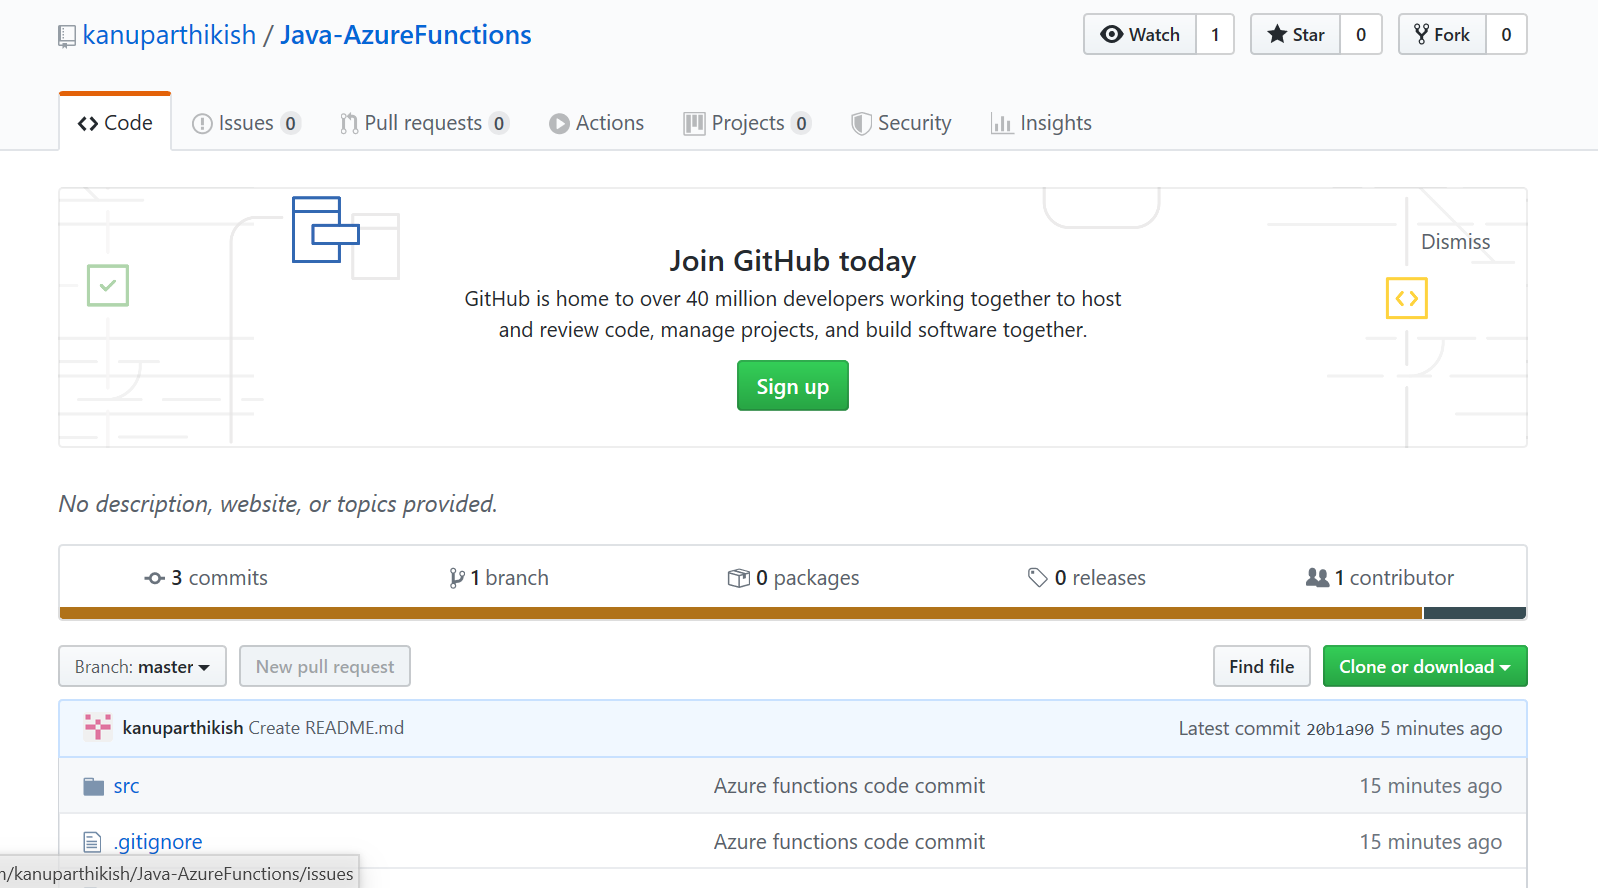 kanuparthikish / Java-AzureFunctions
Watch 1 Star 0 Fork 0
Code Issues 0 Pull requests 0 Actions Projects 0 Security Insights
Dismiss
Join GitHub today
GitHub is home to over 40 million developers working together to host
and review code, manage projects, and build software together.
Sign up
No description, website, or topics provided.
3 commits 1 branch 0 packages 0 releases 1 contributor
Branch: master New pull request Find file Clone or download
kanuparthikish Create README.md Latest commit 20b1a90 5 minutes ago
src Azure functions code commit 15 minutes ago
.gitignore Azure functions code commit 15 minutes ago
/kanuparthikish/Java-AzureFunctions/issues